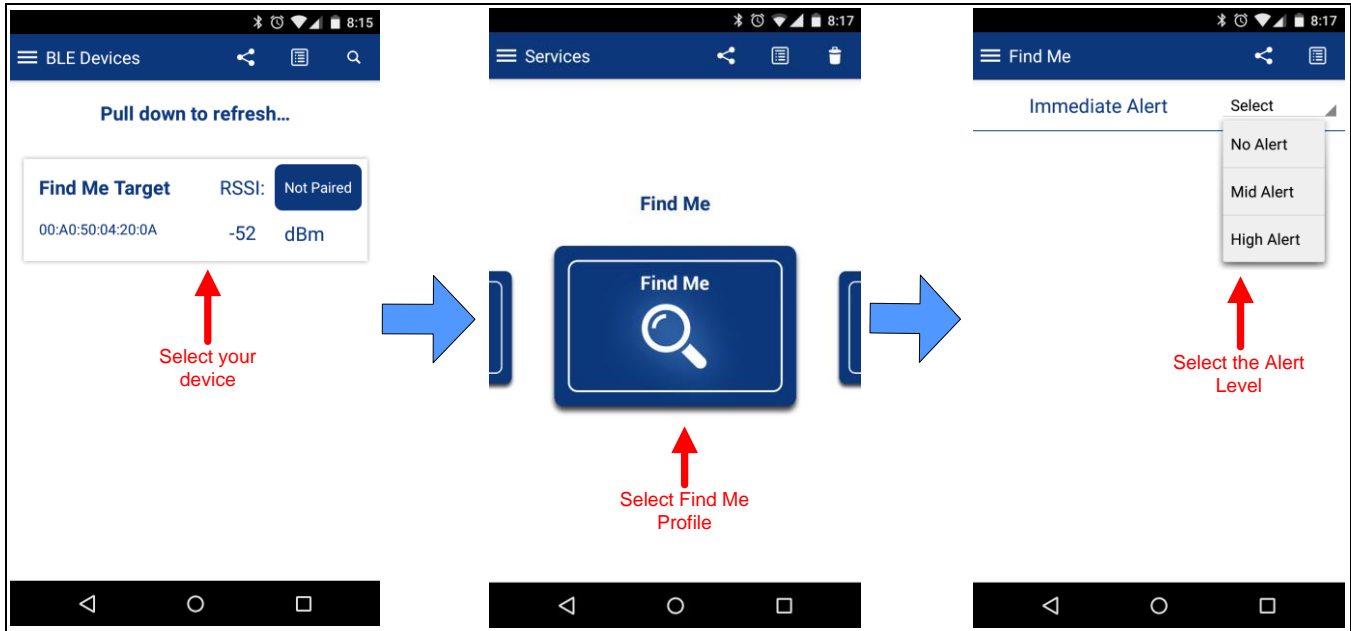 8:15
BLE Devices
Pull down to refresh...
Find Me Target RSSI: Not Paired
00:A0:50:04:20:0A -52 dBm
Select your
device
8:17
Services
Find Me
Find Me
Select Find Me
Profile
8:17
Find Me
Immediate Alert Select
No Alert
Mid Alert
High Alert
Select the Alert
Level